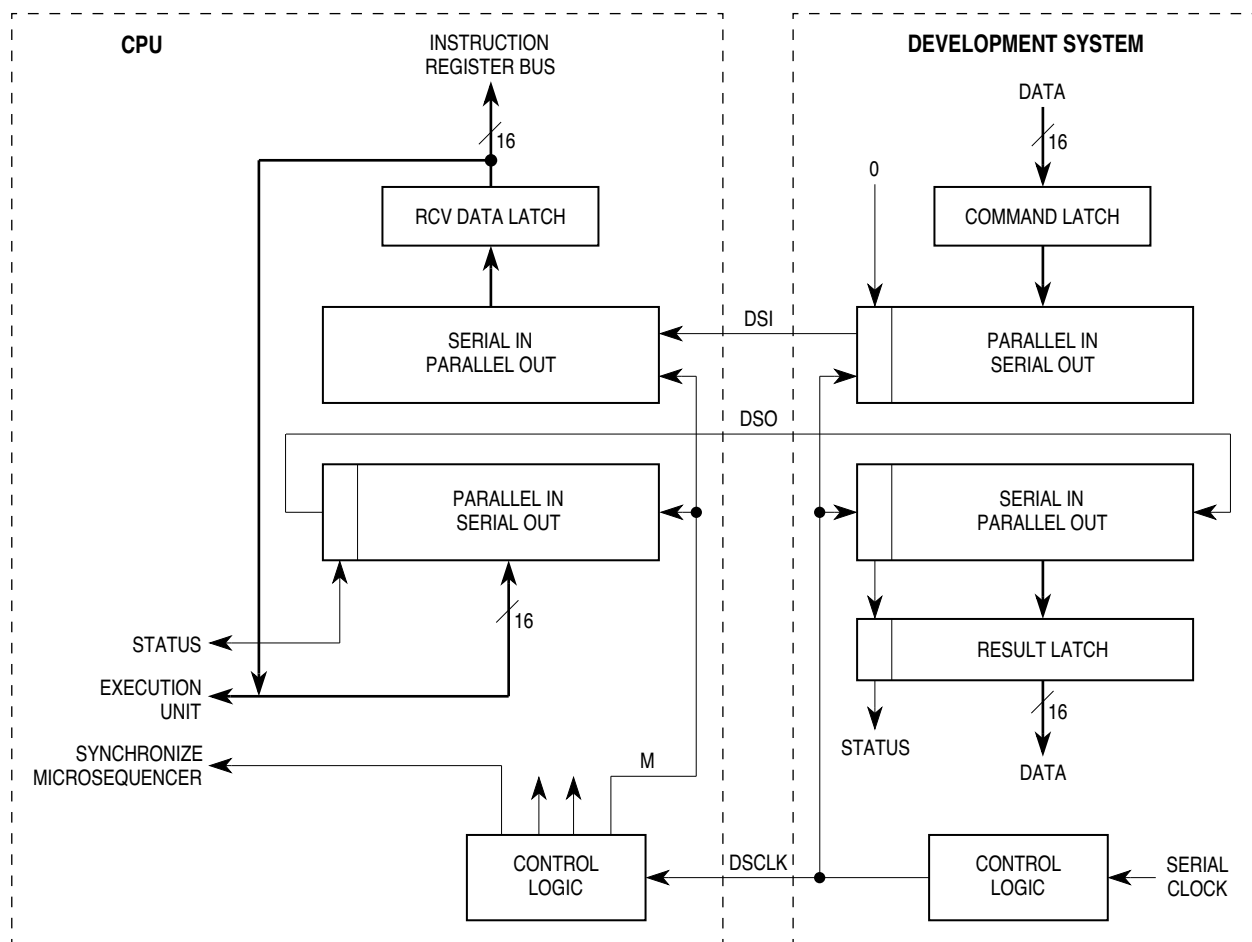 CPU
INSTRUCTION
REGISTER BUS
16
RCV DATA LATCH
SERIAL IN
PARALLEL OUT
PARALLEL IN
SERIAL OUT
16
STATUS
EXECUTION
UNIT
SYNCHRONIZE
MICROSEQUENCER
M
CONTROL
LOGIC
DSI
DSO
DSCLK
DEVELOPMENT SYSTEM
DATA
16
0
COMMAND LATCH
PARALLEL IN
SERIAL OUT
SERIAL IN
PARALLEL OUT
RESULT LATCH
16
STATUS
DATA
CONTROL
LOGIC
SERIAL
CLOCK